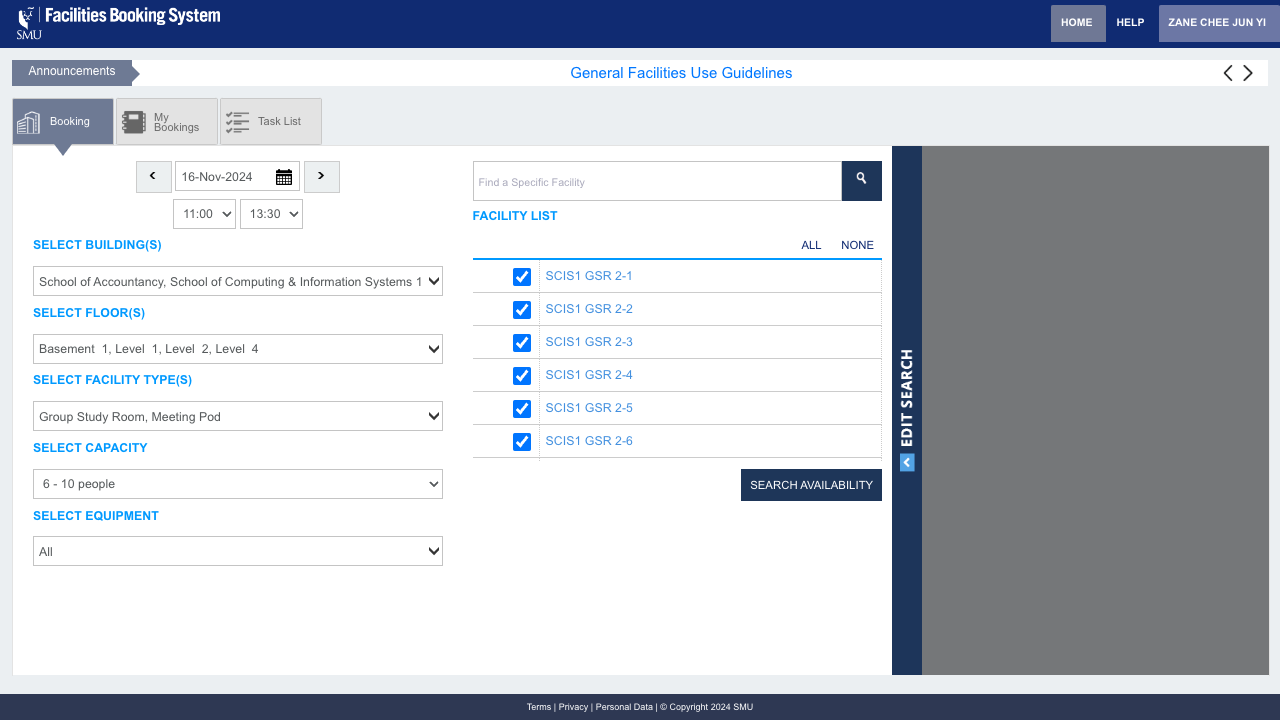 SMU
Facilities Booking System
HOME
HELP
ZANE CHEE JUN YI
Announcements
General Facilities Use Guidelines
Booking
My
Bookings
Task List
16-Nov-2024
11:00
13:30
SELECT BUILDING(S)
School of Accountancy, School of Computing & Information Systems 1
SELECT FLOOR(S)
Basement 1, Level 1, Level 2, Level 4
SELECT FACILITY TYPE(S)
Group Study Room, Meeting Pod
SELECT CAPACITY
6 - 10 people
SELECT EQUIPMENT
All
Find a Specific Facility
FACILITY LIST
ALL
NONE
SCIS1 GSR 2-1
SCIS1 GSR 2-2
SCIS1 GSR 2-3
SCIS1 GSR 2-4
SCIS1 GSR 2-5
SCIS1 GSR 2-6
SEARCH AVAILABILITY
EDIT SEARCH
Terms | Privacy | Personal Data | © Copyright 2024 SMU